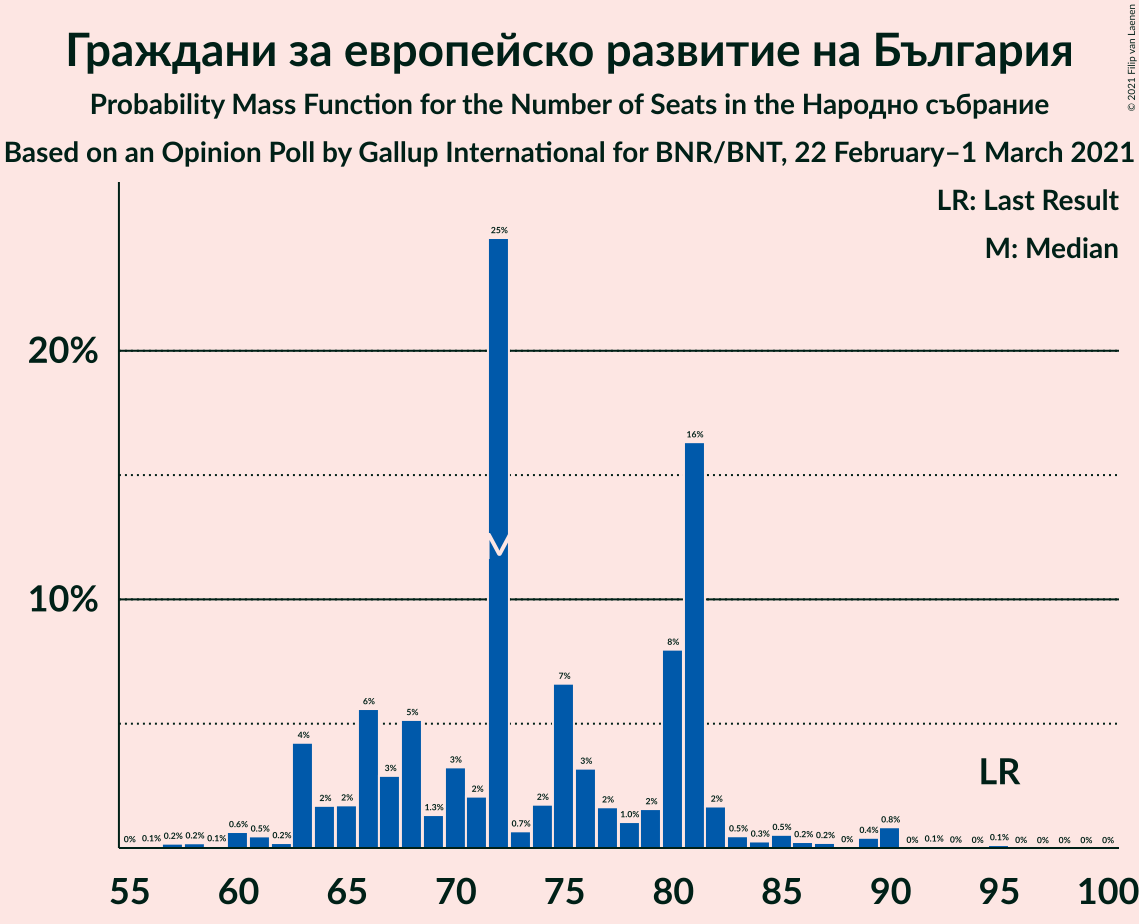 Граждани за европейско развитие на България
Probability Mass Function for the Number of Seats in the Народно събрание
Based on an Opinion Poll by Gallup International for BNR/BNT, 22 February–1 March 2021
© 2021 Filip van Laenen
LR: Last Result
M: Median
20%
10%
0% 0.1% 0.2% 0.2% 0.1% 0.6% 0.5% 0.2% 4% 2% 2% 6% 3% 5% 1.3% 3% 2% 25% 0.7% 2% 7% 3% 2% 1.0% 2% 8% 16% 2% 0.5% 0.3% 0.5% 0.2% 0.2% 0% 0.4% 0.8% 0% 0.1% 0% 0% 0.1% 0% 0% 0% 0% 0%
M
LR
55 60 65 70 75 80 85 90 95 100